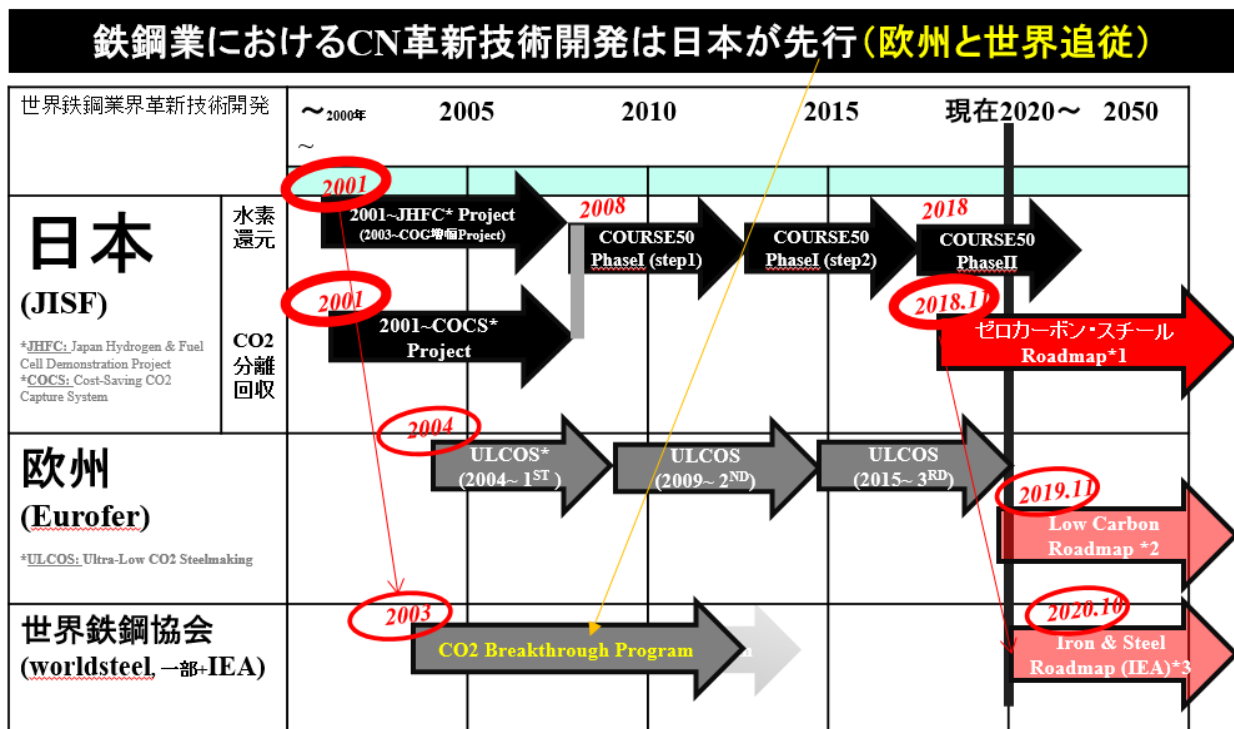 鉄鋼業におけるCN革新技術開発は日本が先行(欧州と世界追従)
世界鉄鋼業界革新技術開発
～2000年
~
2005
2010
2015
現在2020～
2050
日本
(JISF)
*JHFC: Japan Hydrogen & Fuel
Cell Demonstration Project
*COCS: Cost-Saving CO2
Capture System
水素
還元
2001
2001~JHFC* Project
(2003~COG増幅Project)
2008
COURSE50
PhaseI (step1)
COURSE50
PhaseI (step2)
2018
COURSE50
PhaseII
CO2
分離
回収
2001
2001~COCS*
Project
2018.11
ゼロカーボン・スチール
Roadmap*1
欧州
(Eurofer)
*ULCOS: Ultra-Low CO2 Steelmaking
2004
ULCOS*
(2004~ 1ST )
ULCOS
(2009~ 2ND)
ULCOS
(2015~ 3RD)
2019.11
Low Carbon
Roadmap *2
世界鉄鋼協会
(worldsteel, 一部+IEA)
2003
CO2 Breakthrough Program
2020.10
Iron & Steel
Roadmap (IEA)*3